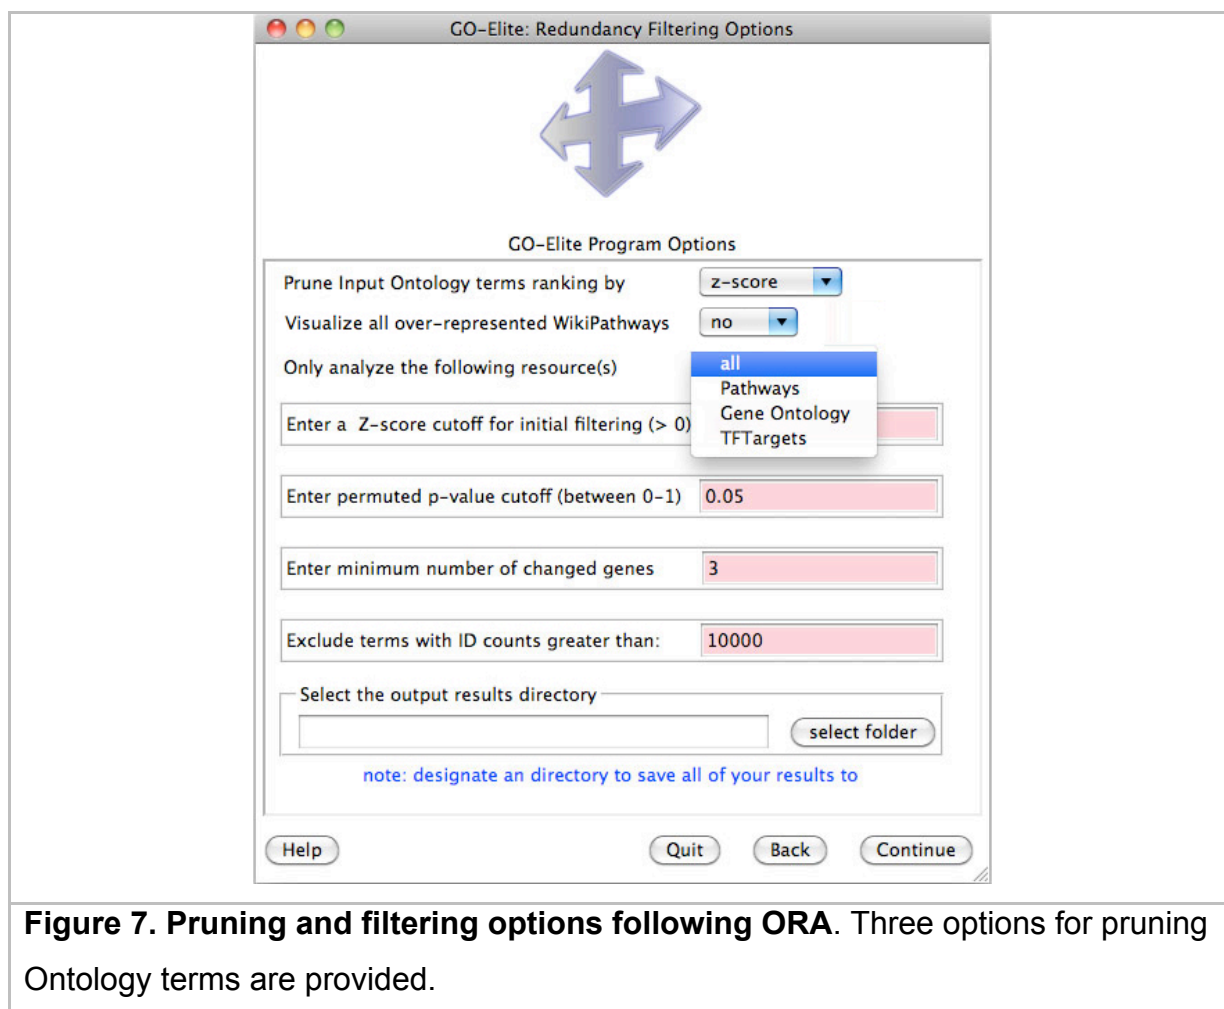 GO-Elite: Redundancy Filtering Options
GO-Elite Program Options
Prune Input Ontology terms ranking by z-score
Visualize all over-represented WikiPathways no
Only analyze the following resource(s) all
Pathways
Gene Ontology
TFTargets
Enter a Z-score cutoff for initial filtering (> 0)
Enter permuted p-value cutoff (between 0-1) 0.05
Enter minimum number of changed genes 3
Exclude terms with ID counts greater than: 10000
Select the output results directory
select folder
note: designate an directory to save all of your results to
Help Quit Back Continue
Figure 7. Pruning and filtering options following ORA. Three options for pruning
Ontology terms are provided.